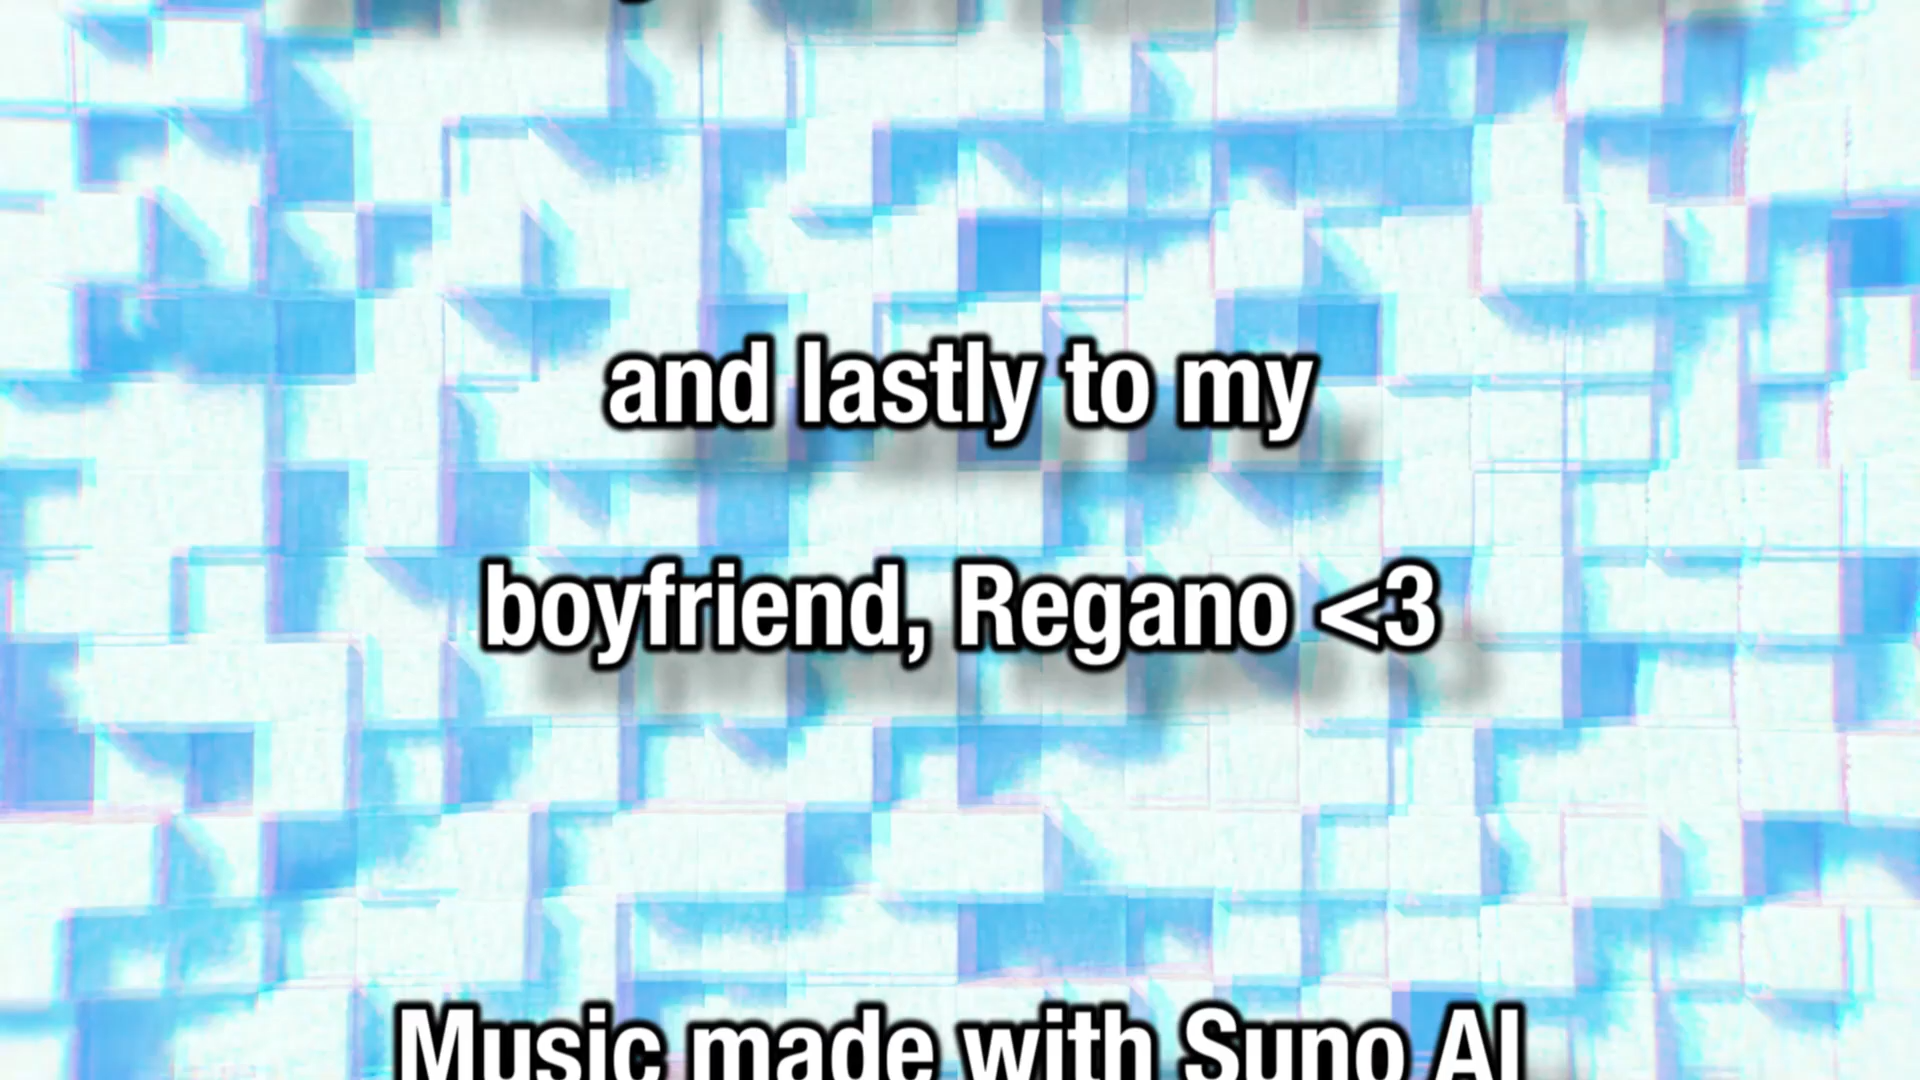 and lastly to my
boyfriend, Regano <3
Music made with Suno AI